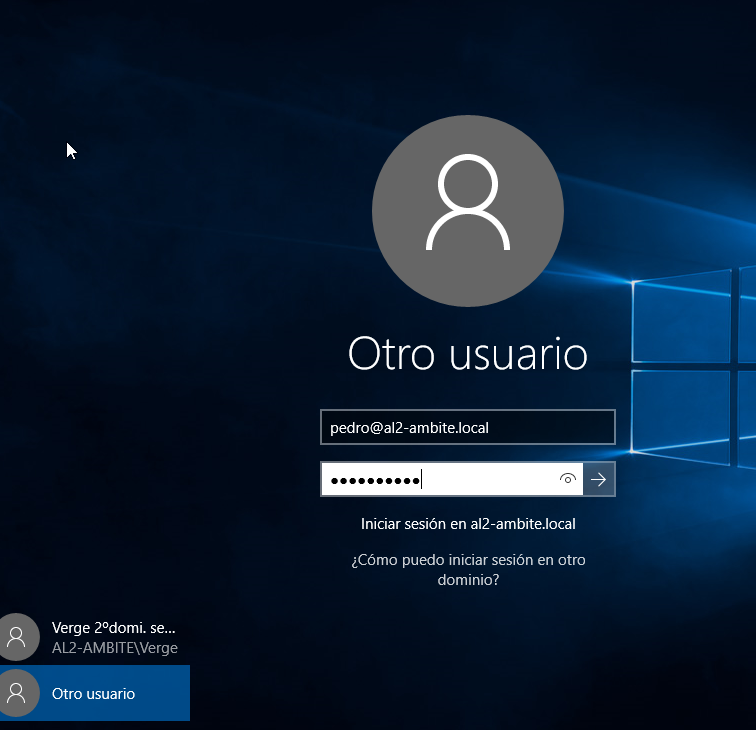 Otro usuario
pedro@al2-ambite.local
●●●●●●●●●●
Iniciar sesión en al2-ambite.local
¿Cómo puedo iniciar sesión en otro
dominio?
Verge 2ºdomi. se...
AL2-AMBITE\Verge
Otro usuario